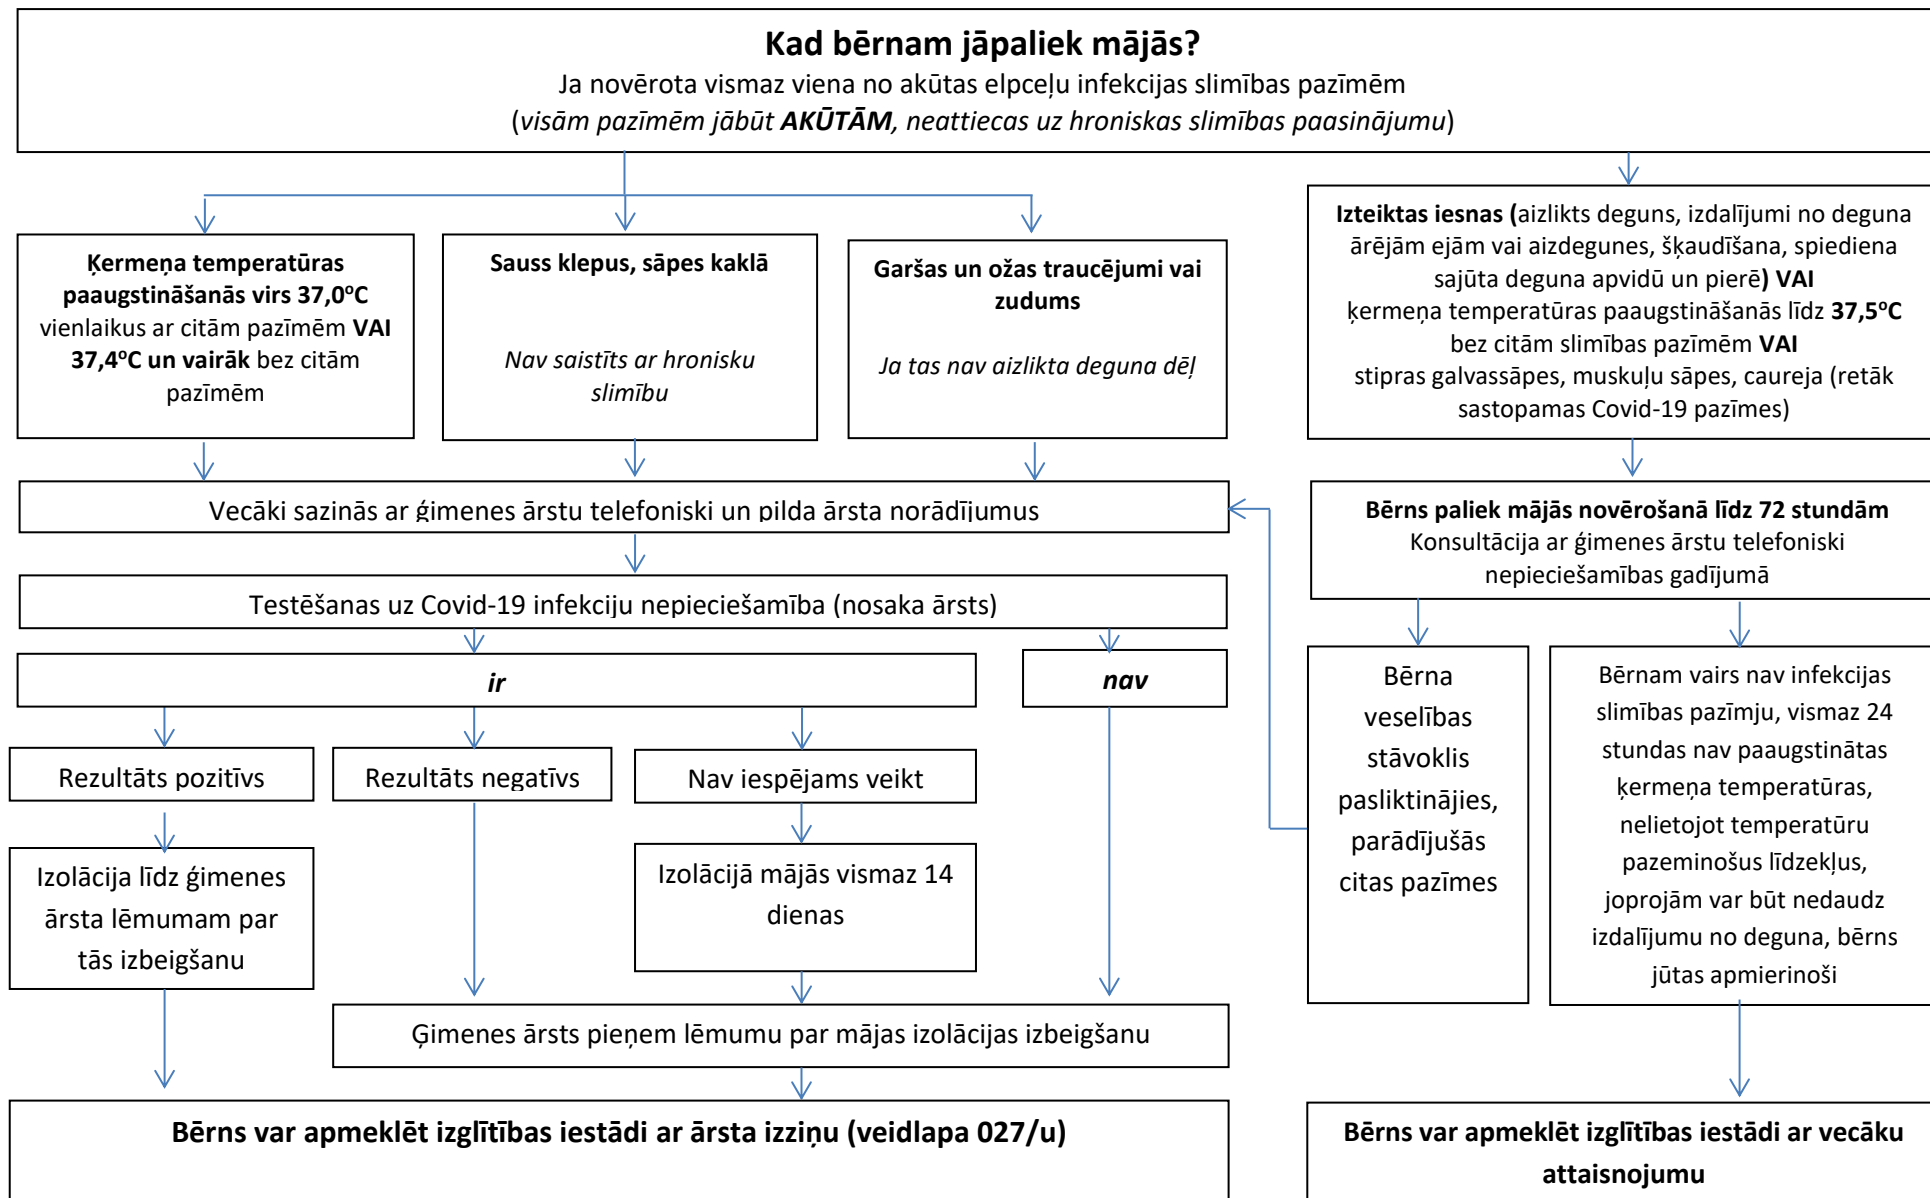 Kad bērnam jāpaliek mājās?
Ja novērota vismaz viena no akūtas elpceļu infekcijas slimības pazīmēm
(visām pazīmēm jābūt AKŪTĀM, neattiecas uz hroniskas slimības paasinājumu)
Ķermeņa temperatūras
paaugstināšanās virs 37,0ºC
vienlaikus ar citām pazīmēm VAI
37,4ºC un vairāk bez citām
pazīmēm
Sauss klepus, sāpes kaklā
Nav saistīts ar hronisku
slimību
Garšas un ožas traucējumi vai
zudums
Ja tas nav aizlikta deguna dēļ
Izteiktas iesnas (aizlikts deguns, izdalījumi no deguna
ārējām ejām vai aizdegunes, šķaudīšana, spiediena
sajūta deguna apvidū un pierē) VAI
ķermeņa temperatūras paaugstināšanās līdz 37,5ºC
bez citām slimības pazīmēm VAI
stipras galvassāpes, muskuļu sāpes, caureja (retāk
sastopamas Covid-19 pazīmes)
Vecāki sazinās ar ģimenes ārstu telefoniski un pilda ārsta norādījumus
Bērns paliek mājās novērošanā līdz 72 stundām
Konsultācija ar ģimenes ārstu telefoniski
nepieciešamības gadījumā
Testēšanas uz Covid-19 infekciju nepieciešamība (nosaka ārsts)
ir
nav
Rezultāts pozitīvs
Rezultāts negatīvs
Nav iespējams veikt
Izolācija līdz ģimenes
ārsta lēmumam par
tās izbeigšanu
Izolācijā mājās vismaz 14
dienas
Bērna
veselības
stāvoklis
pasliktinājies,
parādījušās
citas pazīmes
Bērnam vairs nav infekcijas
slimības pazīmju, vismaz 24
stundas nav paaugstinātas
ķermeņa temperatūras,
nelietojot temperatūru
pazeminošus līdzekļus,
joprojām var būt nedaudz
izdalījumu no deguna, bērns
jūtas apmierinoši
Ģimenes ārsts pieņem lēmumu par mājas izolācijas izbeigšanu
Bērns var apmeklēt izglītības iestādi ar ārsta izziņu (veidlapa 027/u)
Bērns var apmeklēt izglītības iestādi ar vecāku
attaisnojumu